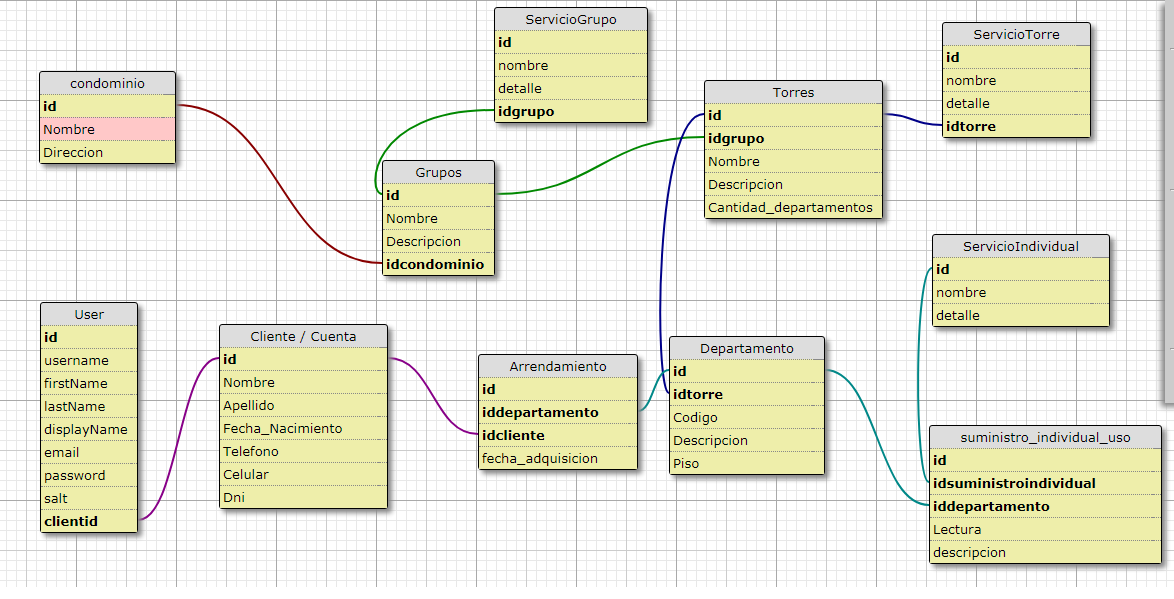 ServicioGrupo
id
nombre
detalle
idgrupo
ServicioTorre
id
nombre
detalle
idtorre
condominio
id
Nombre
Direccion
Torres
id
idgrupo
Nombre
Descripcion
Cantidad_departamentos
Grupos
id
Nombre
Descripcion
idcondominio
ServicioIndividual
id
nombre
detalle
User
id
username
firstName
lastName
displayName
email
password
salt
clientid
Cliente / Cuenta
id
Nombre
Apellido
Fecha_Nacimiento
Telefono
Celular
Dni
Arrendamiento
id
iddepartamento
idcliente
fecha_adquisicion
Departamento
id
idtorre
Codigo
Descripcion
Piso
suministro_individual_uso
id
idsuministroindividual
iddepartamento
Lectura
descripcion